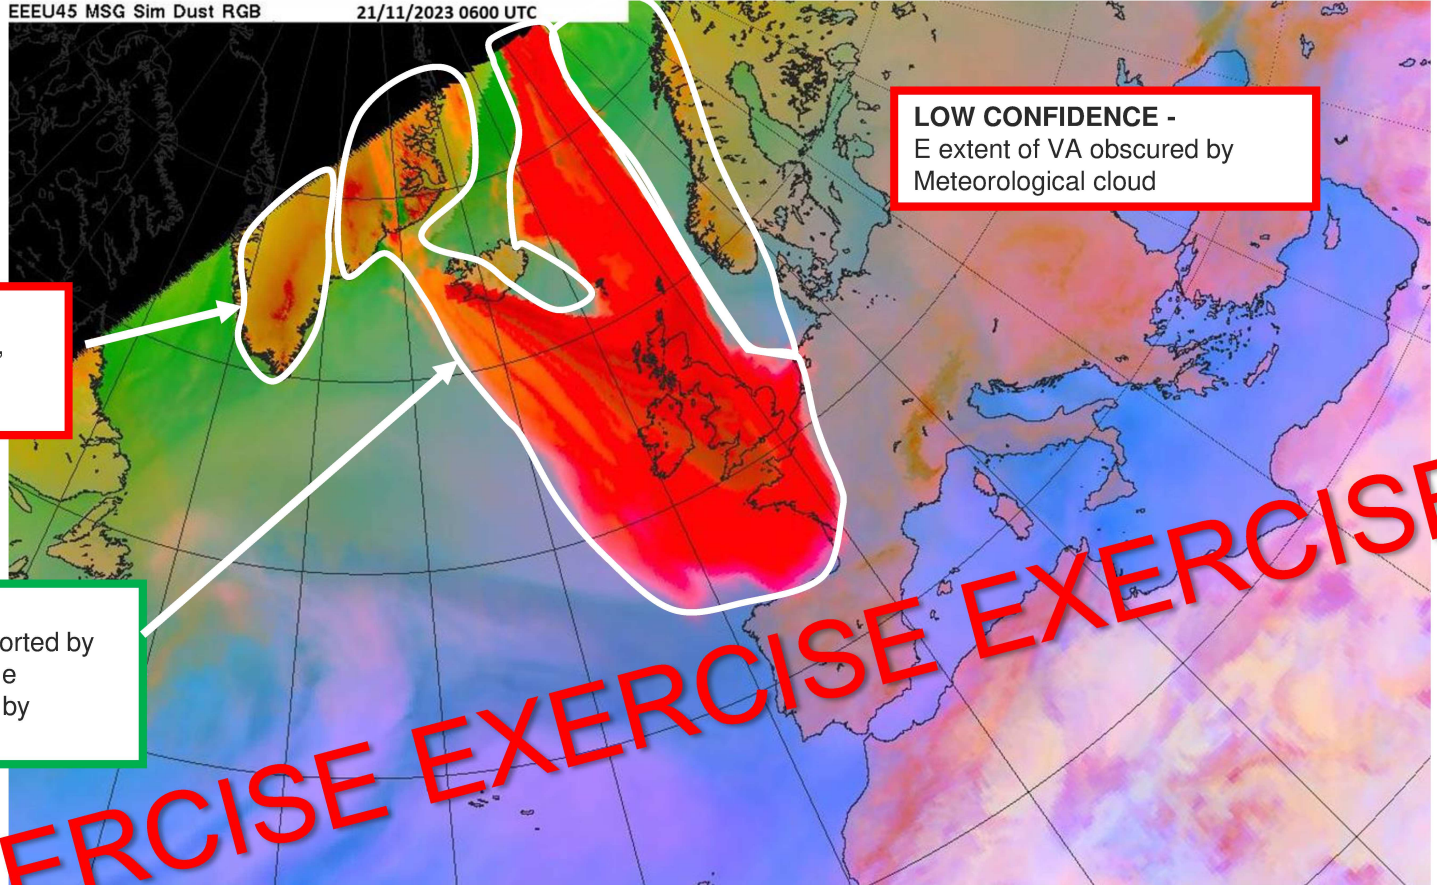 EEEU45 MSG Sim Dust RGB 21/11/2023 0600 UTC
LOW CONFIDENCE -
E extent of VA obscured by
Meteorological cloud
,
orted by
e
by
ERCISE EXERCISE EXERCISE EXERCISE